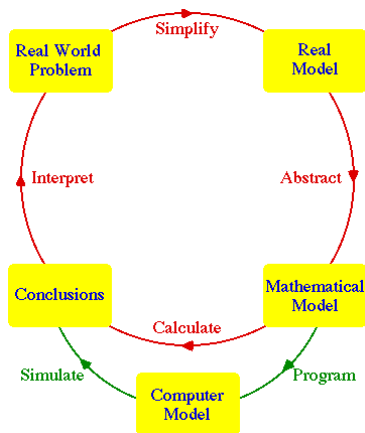 Simplify
Real World
Problem
Real
Model
Interpret
Abstract
Conclusions
Mathematical
Model
Calculate
Simulate
Program
Computer
Model